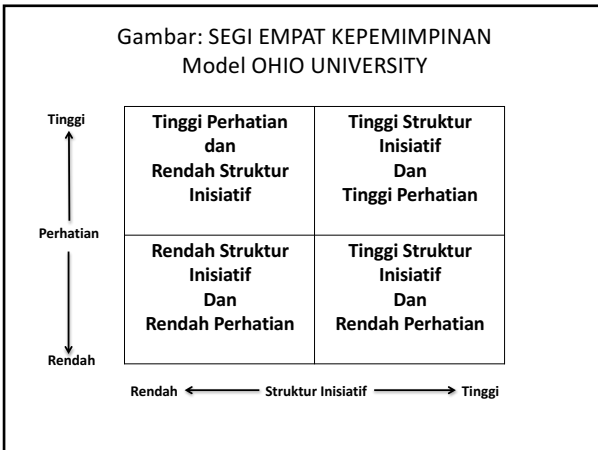 Gambar: SEGI EMPAT KEPEMIMPINAN
Model OHIO UNIVERSITY
Tinggi
Perhatian
Rendah
Tinggi Perhatian
dan
Rendah Struktur
Inisiatif
Tinggi Struktur
Inisiatif
Dan
Tinggi Perhatian
Rendah Struktur
Inisiatif
Dan
Rendah Perhatian
Tinggi Struktur
Inisiatif
Dan
Rendah Perhatian
Rendah Struktur Inisiatif Tinggi